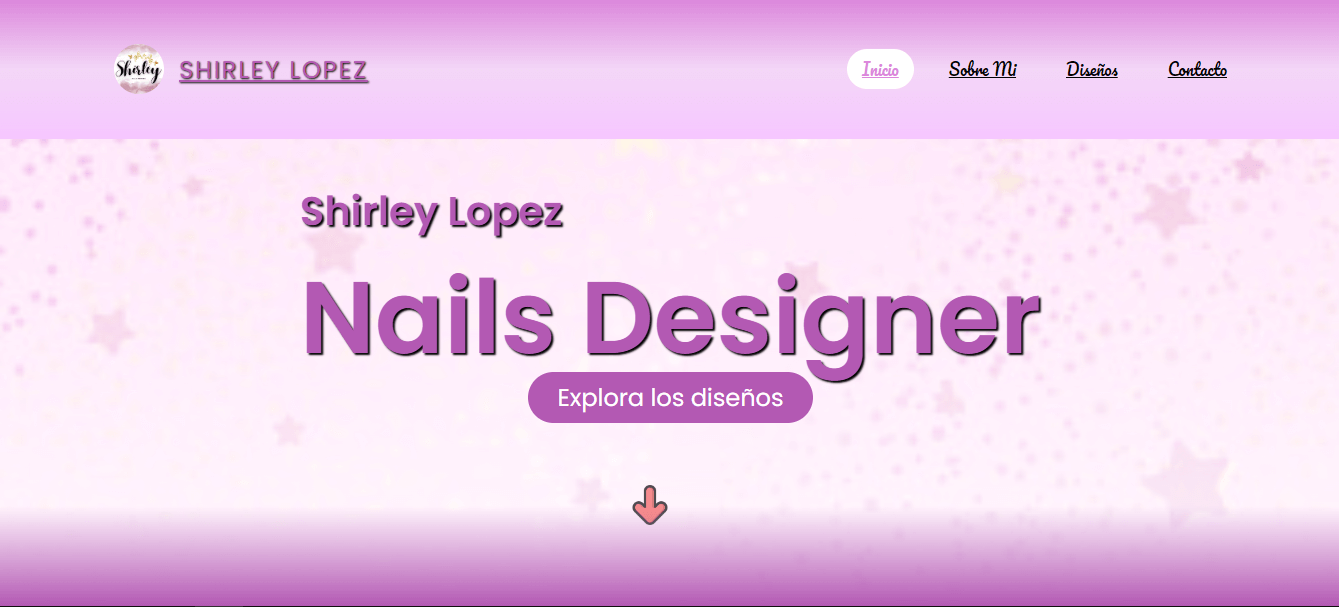 Shirley
SHIRLEY LOPEZ
Inicio
Sobre Mi
Diseños
Contacto
Shirley Lopez
Nails Designer
Explora los diseños